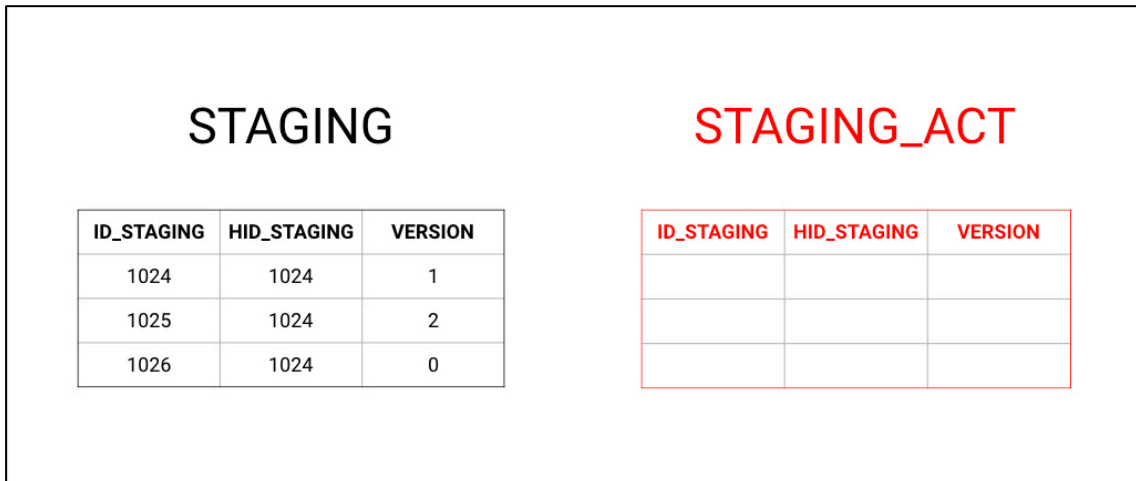 STAGING
ID_STAGING HID_STAGING VERSION
1024 1024 1
1025 1024 2
1026 1024 0
STAGING_ACT
ID_STAGING HID_STAGING VERSION